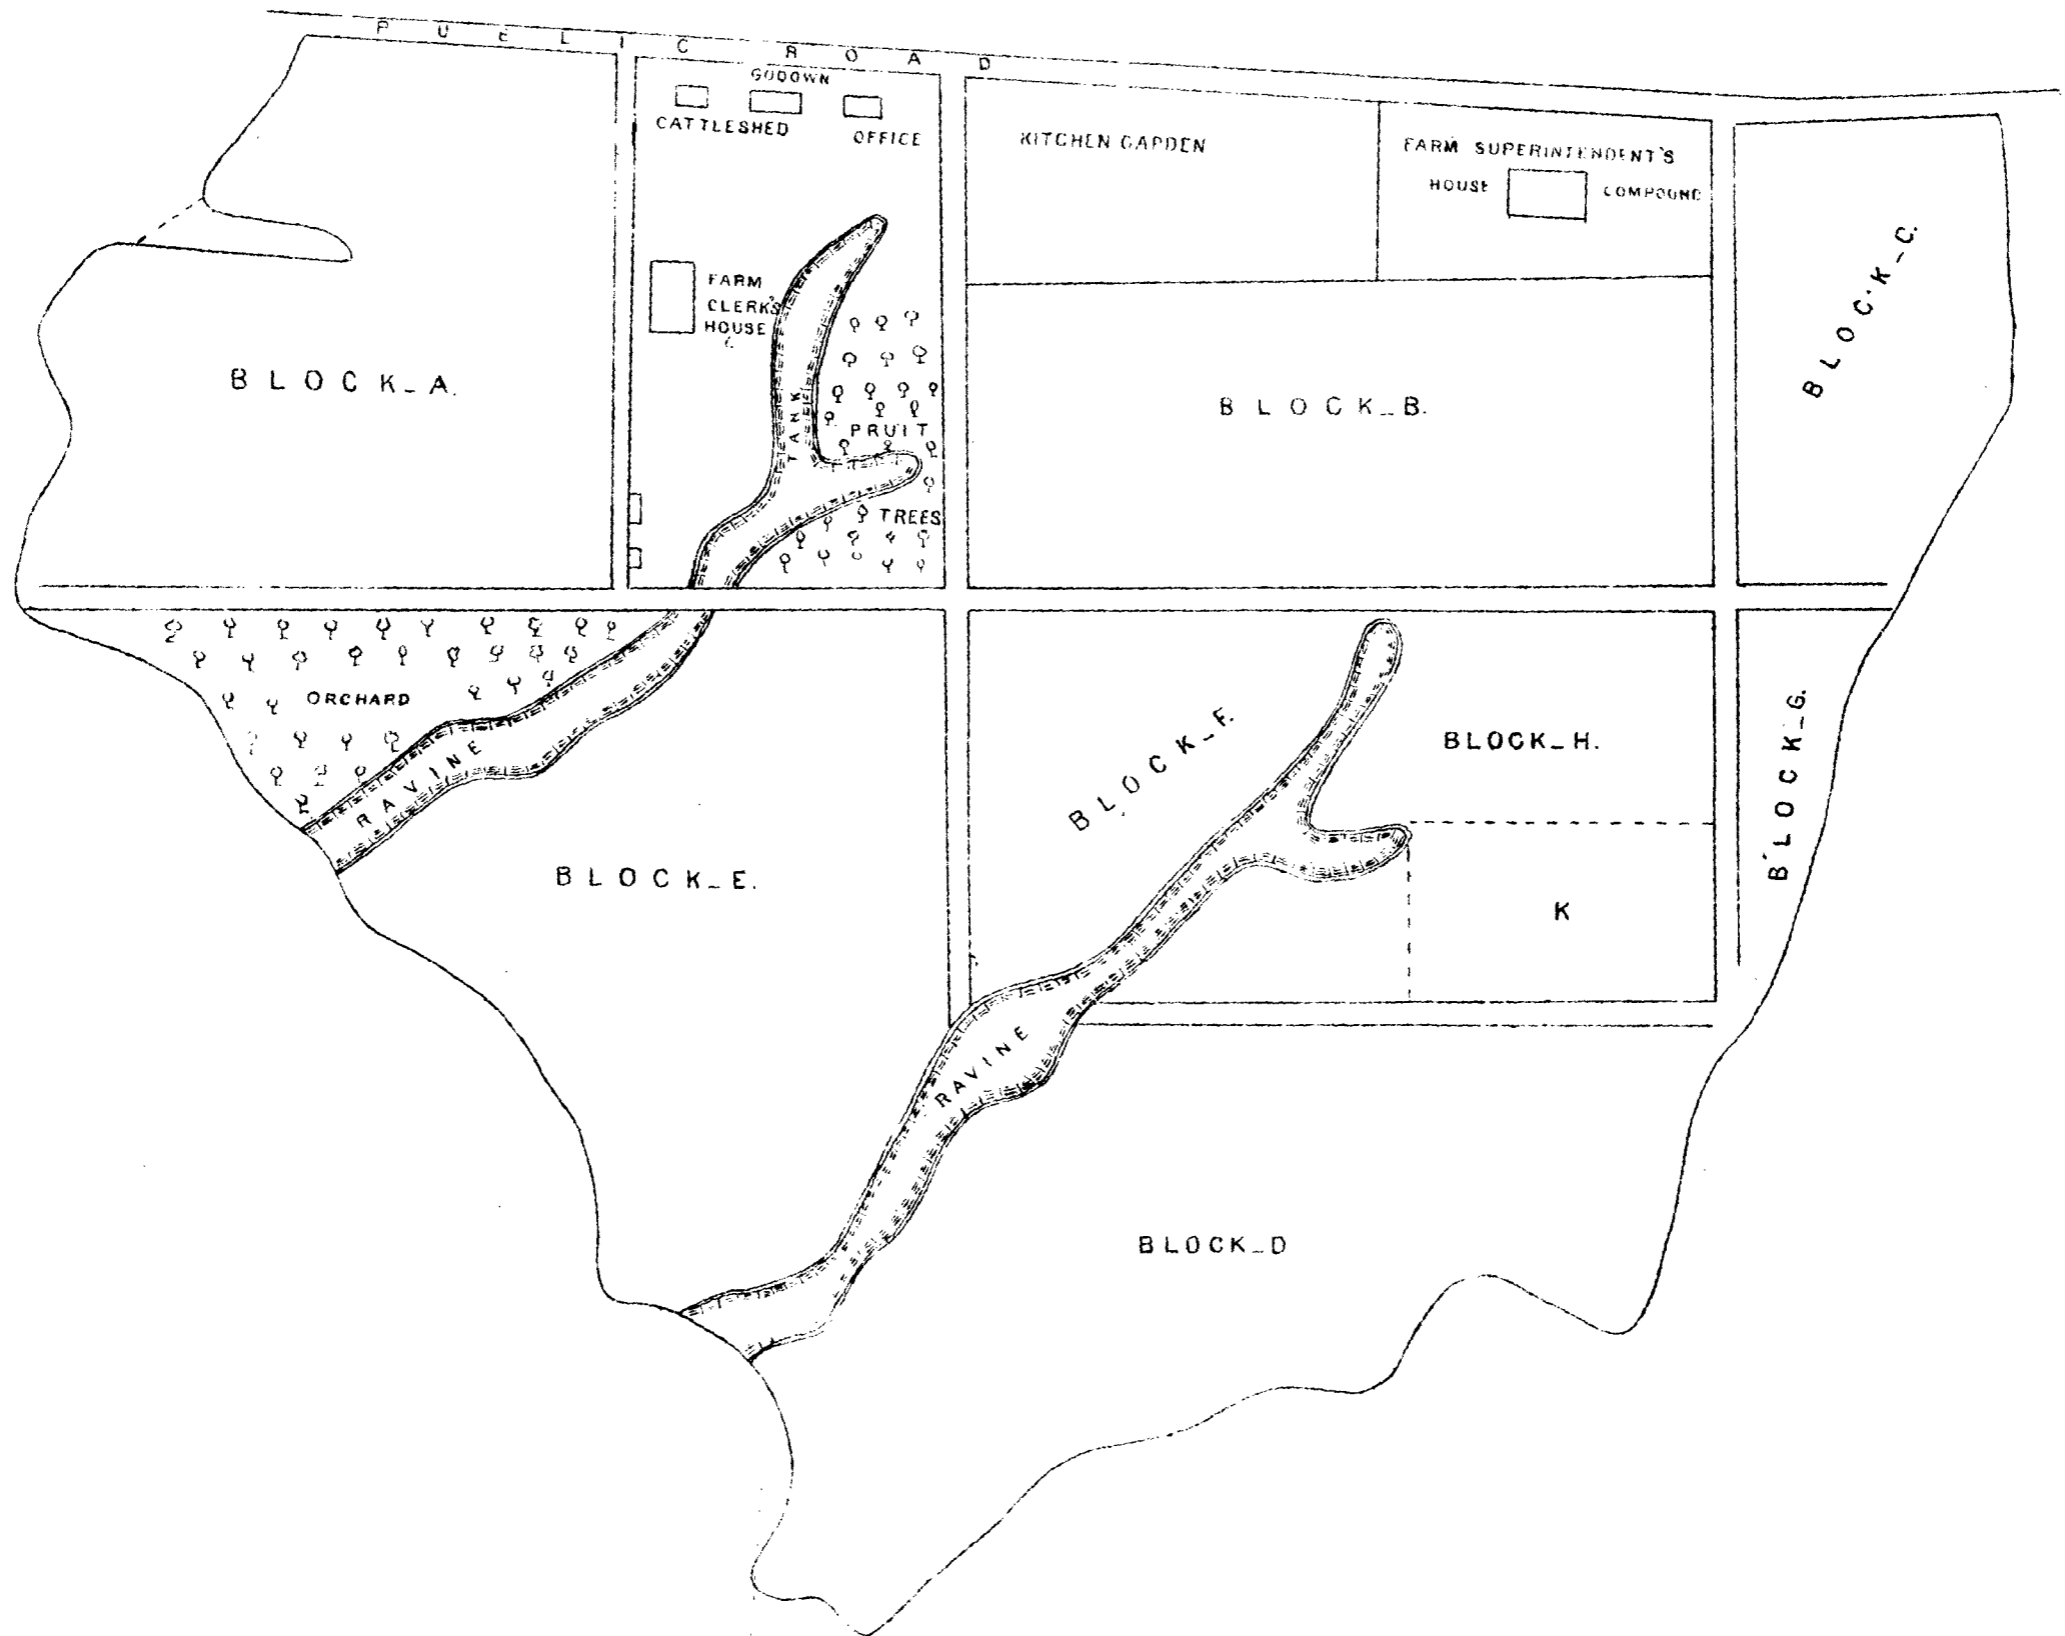 PUBLIC ROAD
GODOWN
CATTLESHED
OFFICE
KITCHEN GARDEN
FARM SUPERINTENDENT'S
HOUSE COMPOUND
BLOCK_C.
FARM
CLERK'S
HOUSE
BLOCK_A.
TANK
FRUIT
TREES
BLOCK_B.
ORCHARD
RAVINE
BLOCK_E.
BLOCK_F.
BLOCK_H.
BLOCK_G.
K
RAVINE
BLOCK_D